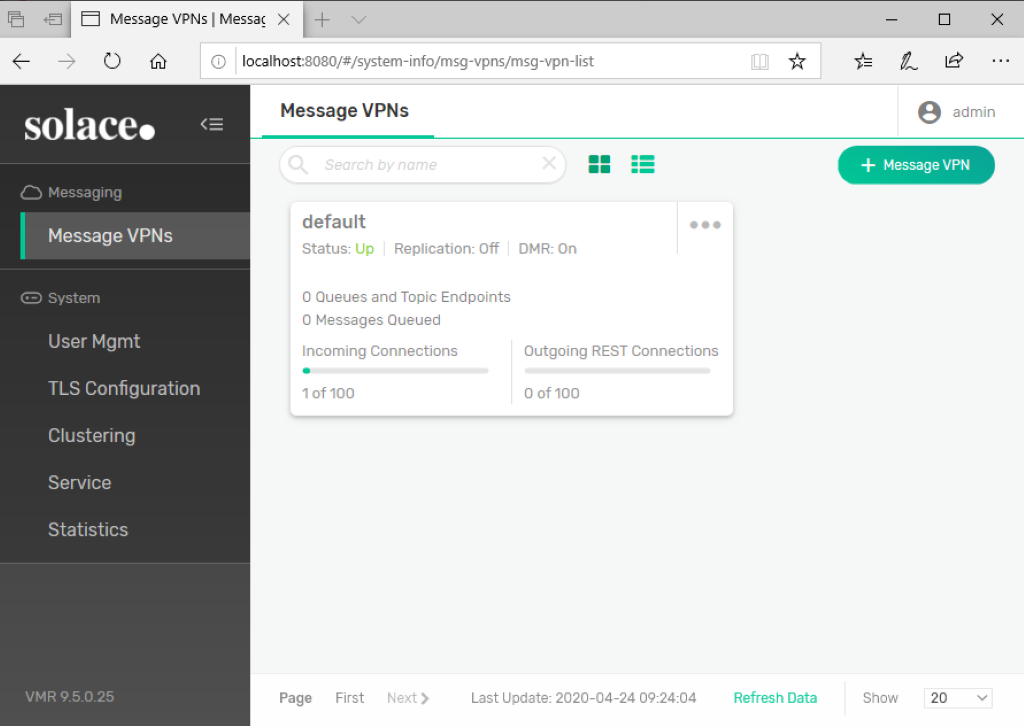 Message VPNs | Messag
localhost:8080/#/system-info/msg-vpns/msg-vpn-list
solace.
Messaging
Message VPNs
System
User Mgmt
TLS Configuration
Clustering
Service
Statistics
VMR 9.5.0.25
Message VPNs
admin
Search by name
+ Message VPN
default
Status: Up | Replication: Off | DMR: On
0 Queues and Topic Endpoints
0 Messages Queued
Incoming Connections
1 of 100
Outgoing REST Connections
0 of 100
Page First Next Last Update: 2020-04-24 09:24:04 Refresh Data Show 20